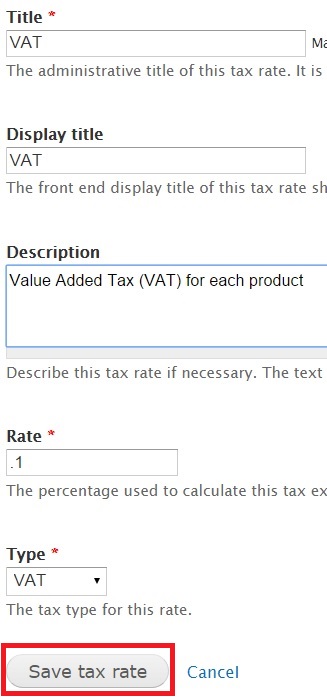 Title *
VAT Ma
The administrative title of this tax rate. It is
Display title
VAT
The front end display title of this tax rate sh
Description
Value Added Tax (VAT) for each product
Describe this tax rate if necessary. The text
Rate *
.1
The percentage used to calculate this tax ex
Type *
VAT
The tax type for this rate.
Save tax rate Cancel